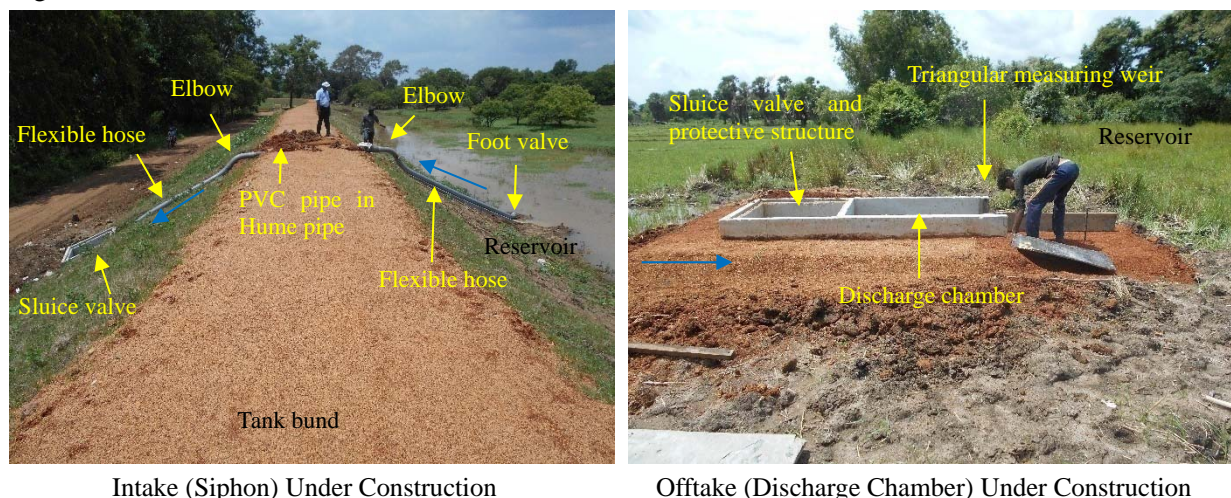 Elbow
Elbow
Flexible hose
Foot valve
PVC pipe in
Hume pipe
Reservoir
Flexible hose
Sluice valve
Tank bund
Triangular measuring weir
Sluice valve and
protective structure
Reservoir
Discharge chamber
Intake (Siphon) Under Construction
Offtake (Discharge Chamber) Under Construction